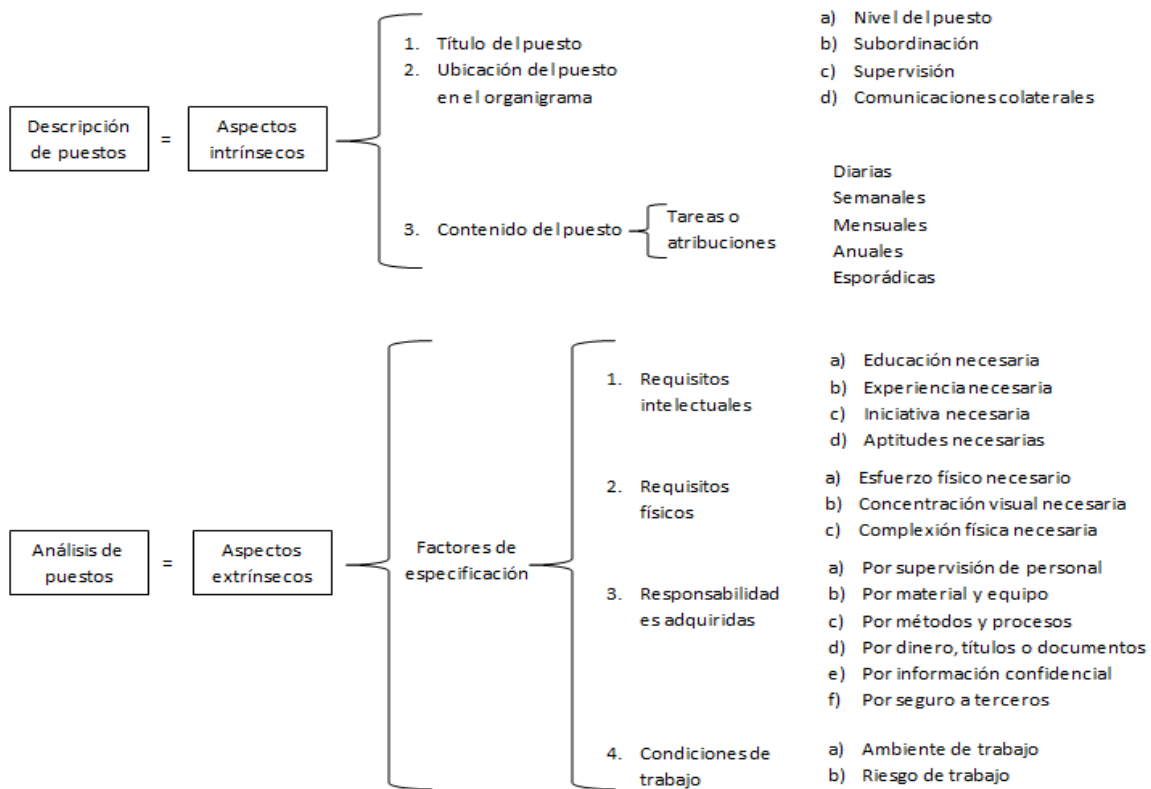 Descripción
de puestos
=
Aspectos
intrínsecos
1. Título del puesto
2. Ubicación del puesto
en el organigrama
a) Nivel del puesto
b) Subordinación
c) Supervisión
d) Comunicaciones colaterales
3. Contenido del puesto
Tareas o
atribuciones
Diarias
Semanales
Mensuales
Anuales
Esporádicas
Análisis de
puestos
=
Aspectos
extrínsecos
Factores de
especificación
1. Requisitos
intelectuales
a) Educación necesaria
b) Experiencia necesaria
c) Iniciativa necesaria
d) Aptitudes necesarias
2. Requisitos
físicos
a) Esfuerzo físico necesario
b) Concentración visual necesaria
c) Complexión física necesaria
3. Responsabilidad
es adquiridas
a) Por supervisión de personal
b) Por material y equipo
c) Por métodos y procesos
d) Por dinero, títulos o documentos
e) Por información confidencial
f) Por seguro a terceros
4. Condiciones de
trabajo
a) Ambiente de trabajo
b) Riesgo de trabajo